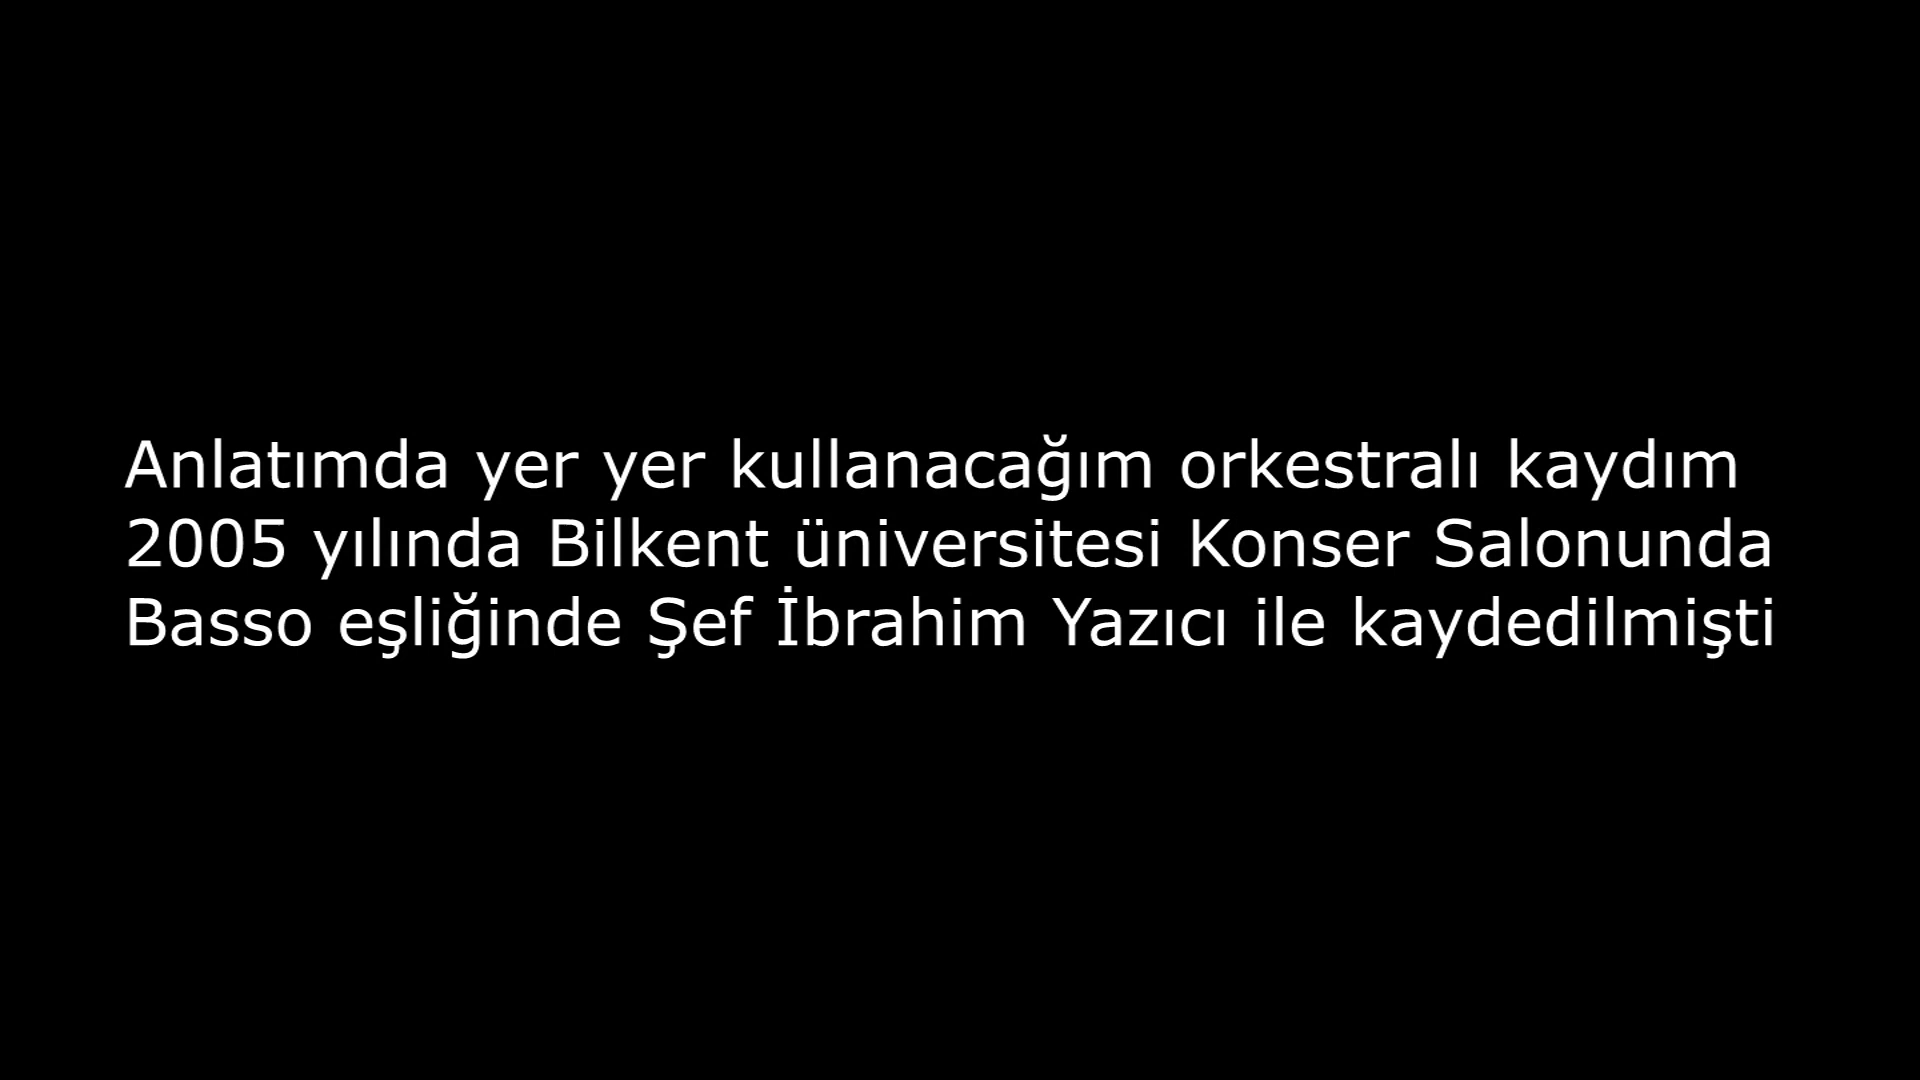 Anlatımda yer yer kullanacağım orkestralı kaydım
2005 yılında Bilkent üniversitesi Konser Salonunda
Basso eşliğinde Şef İbrahim Yazıcı ile kaydedilmişti